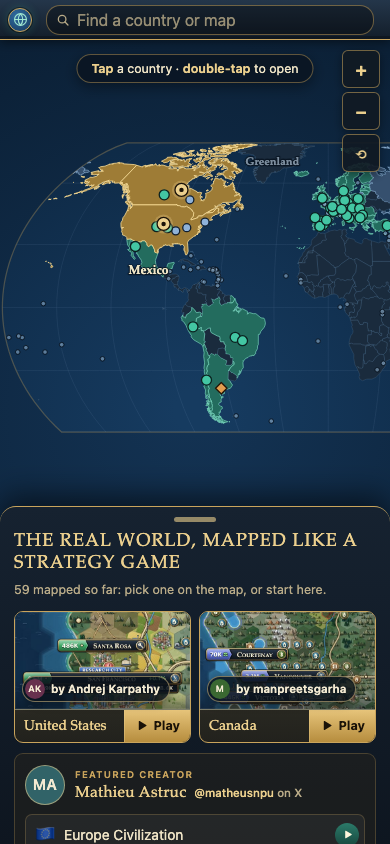 Find a country or map
Tap a country · double-tap to open
+
−
Greenland
Mexico
THE REAL WORLD, MAPPED LIKE A
STRATEGY GAME
59 mapped so far: pick one on the map, or start here.
486K
SANTA ROSA
AK by Andrej Karpathy
United States
Play
70K
COURTENAY
M by manpreetsgarha
Canada
Play
MA
FEATURED CREATOR
Mathieu Astruc @matheusnpu on X
Europe Civilization